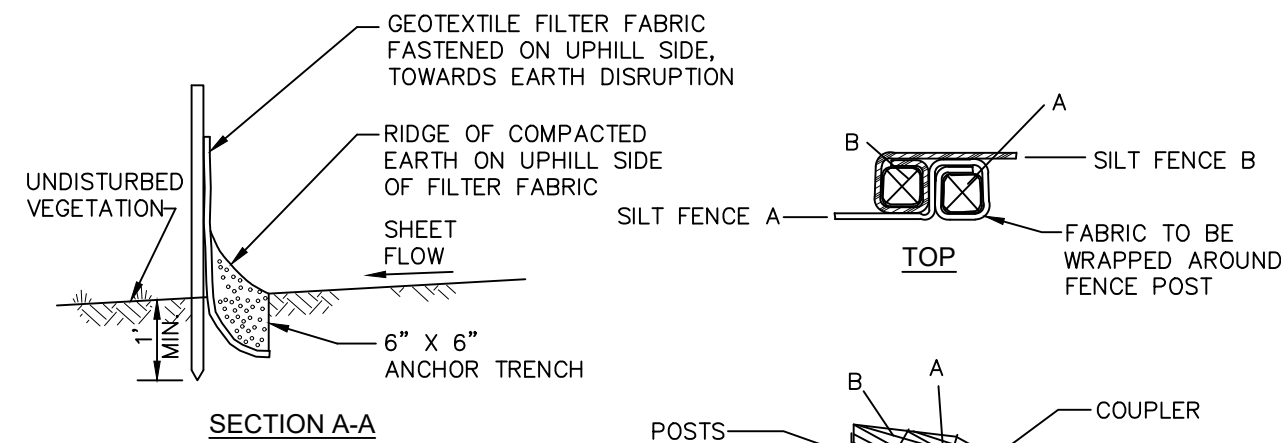 GEOTEXTILE FILTER FABRIC
FASTENED ON UPHILL SIDE,
TOWARDS EARTH DISRUPTION
RIDGE OF COMPACTED
EARTH ON UPHILL SIDE
OF FILTER FABRIC
UNDISTURBED
VEGETATION
SHEET
FLOW
1'
MIN.
6" X 6"
ANCHOR TRENCH
SECTION A-A
A
B
SILT FENCE B
SILT FENCE A
FABRIC TO BE
WRAPPED AROUND
FENCE POST
TOP
B
A
COUPLER
POSTS